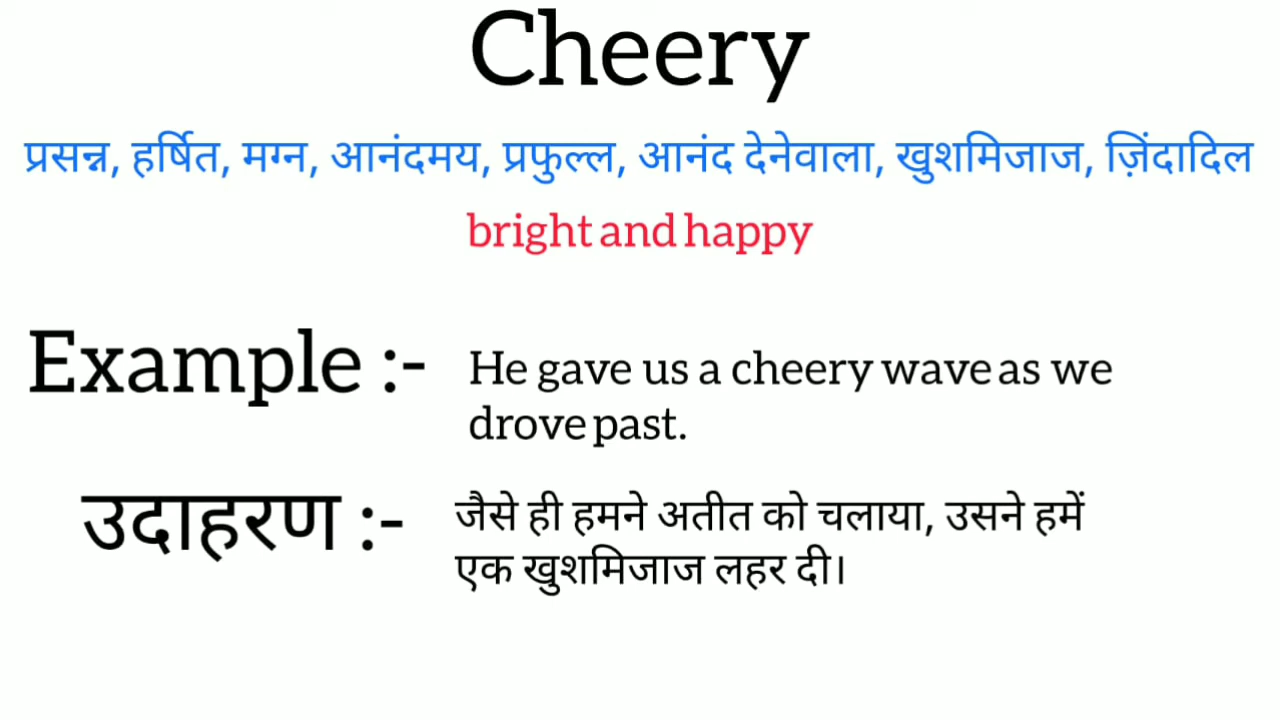 Cheery
प्रसन्न, हर्षित, मग्न, आनंदमय, प्रफुल्ल, आनंद देनेवाला, खुशमिजाज, ज़िंदादिल
bright and happy
Example :- He gave us a cheery wave as we
drove past.
उदाहरण :- जैसे ही हमने अतीत को चलाया, उसने हमें
एक खुशमिजाज लहर दी।